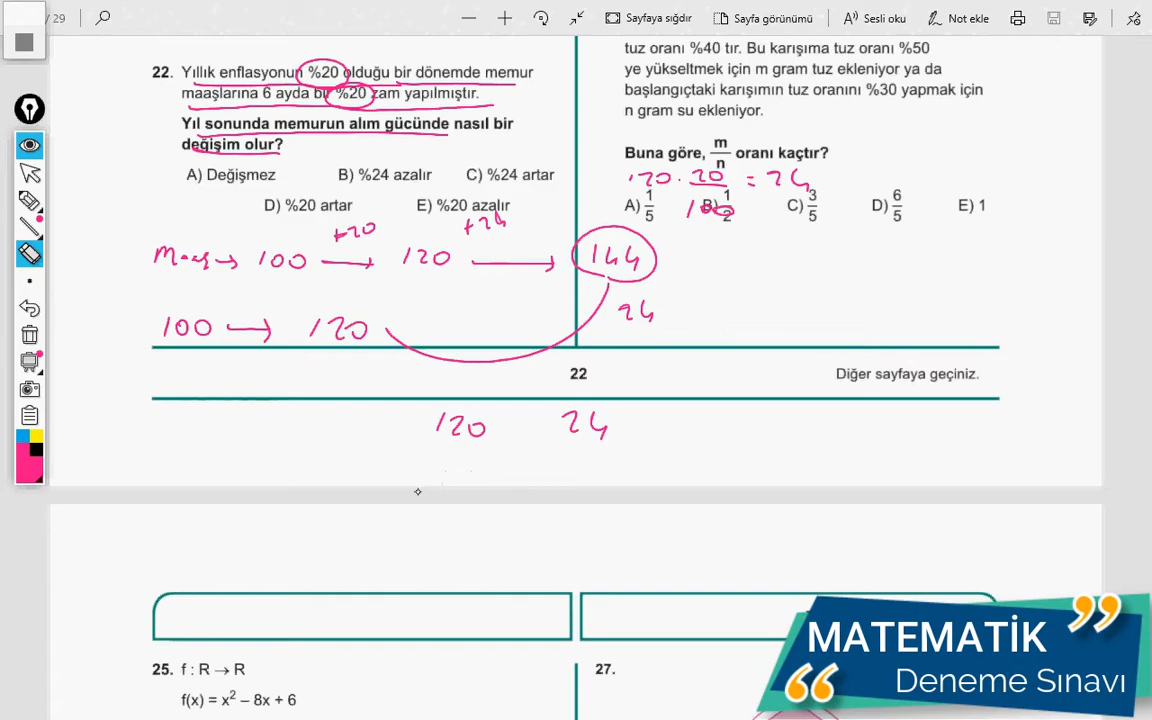 / 29
Sayfaya sığdır
Sayfa görünümü
Sesli oku
Not ekle
22. Yıllık enflasyonun %20 olduğu bir dönemde memur
maaşlarına 6 ayda bir %20 zam yapılmıştır.
Yıl sonunda memurun alım gücünde nasıl bir
değişim olur?
A) Değişmez B) %24 azalır C) %24 artar
D) %20 artar E) %20 azalır
+20 +24
Maaş → 100 → 120 → 144
24
100 → 120
tuz oranı %40 tır. Bu karışıma tuz oranı %50
ye yükseltmek için m gram tuz ekleniyor ya da
başlangıçtaki karışımın tuz oranını %30 yapmak için
n gram su ekleniyor.
Buna göre, m/n oranı kaçtır?
120 · 20/100 = 24
A) 1/5 B) 1/2 C) 3/5 D) 6/5 E) 1
22
Diğer sayfaya geçiniz.
120 24
25. f : R → R
f(x) = x² – 8x + 6
27.
MATEMATİK
Deneme Sınavı